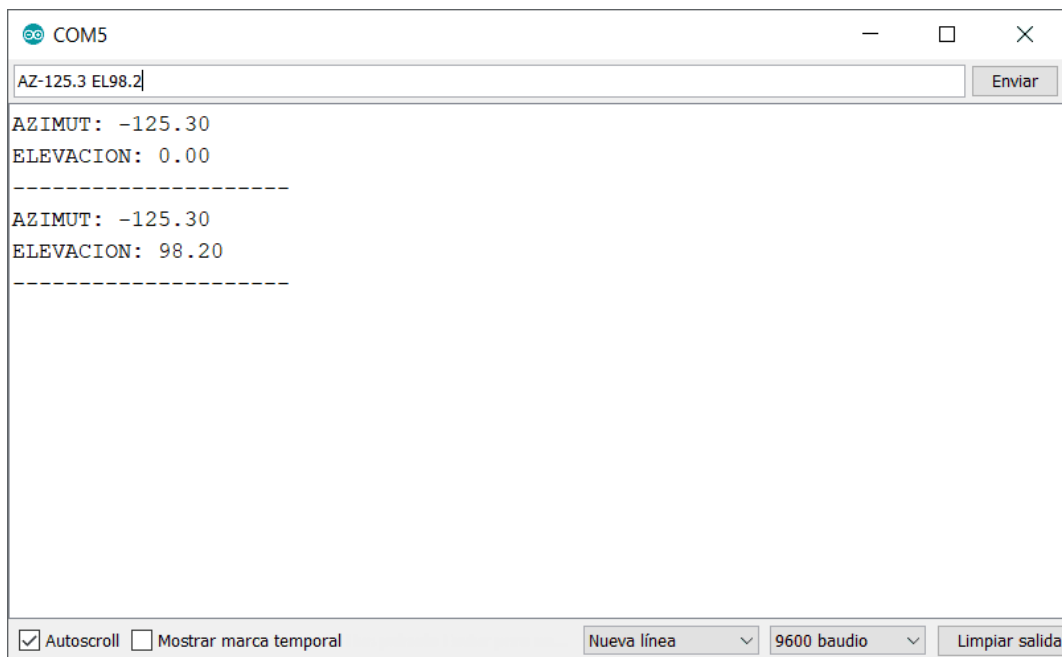 COM5
AZ-125.3 EL98.2
Enviar
AZIMUT: -125.30
ELEVACION: 0.00
---------------------
AZIMUT: -125.30
ELEVACION: 98.20
---------------------
Autoscroll Mostrar marca temporal Nueva línea 9600 baudio Limpiar salida